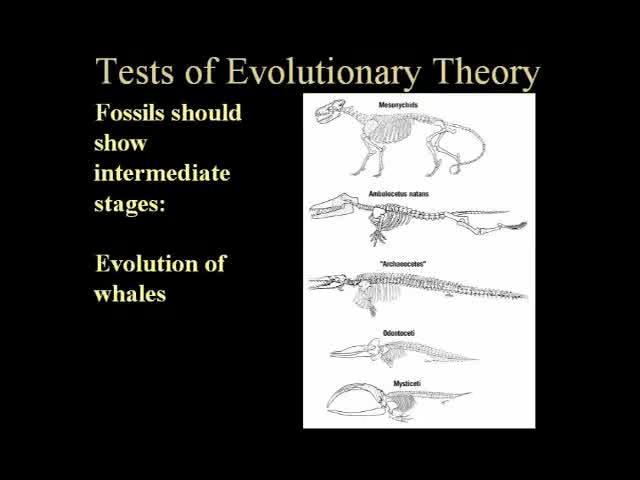 Tests of Evolutionary Theory
Fossils should
show
intermediate
stages:
Evolution of
whales
Mesonychids
Ambulocetus natans
"Archaeocetes"
Odontoceti
Mysticeti